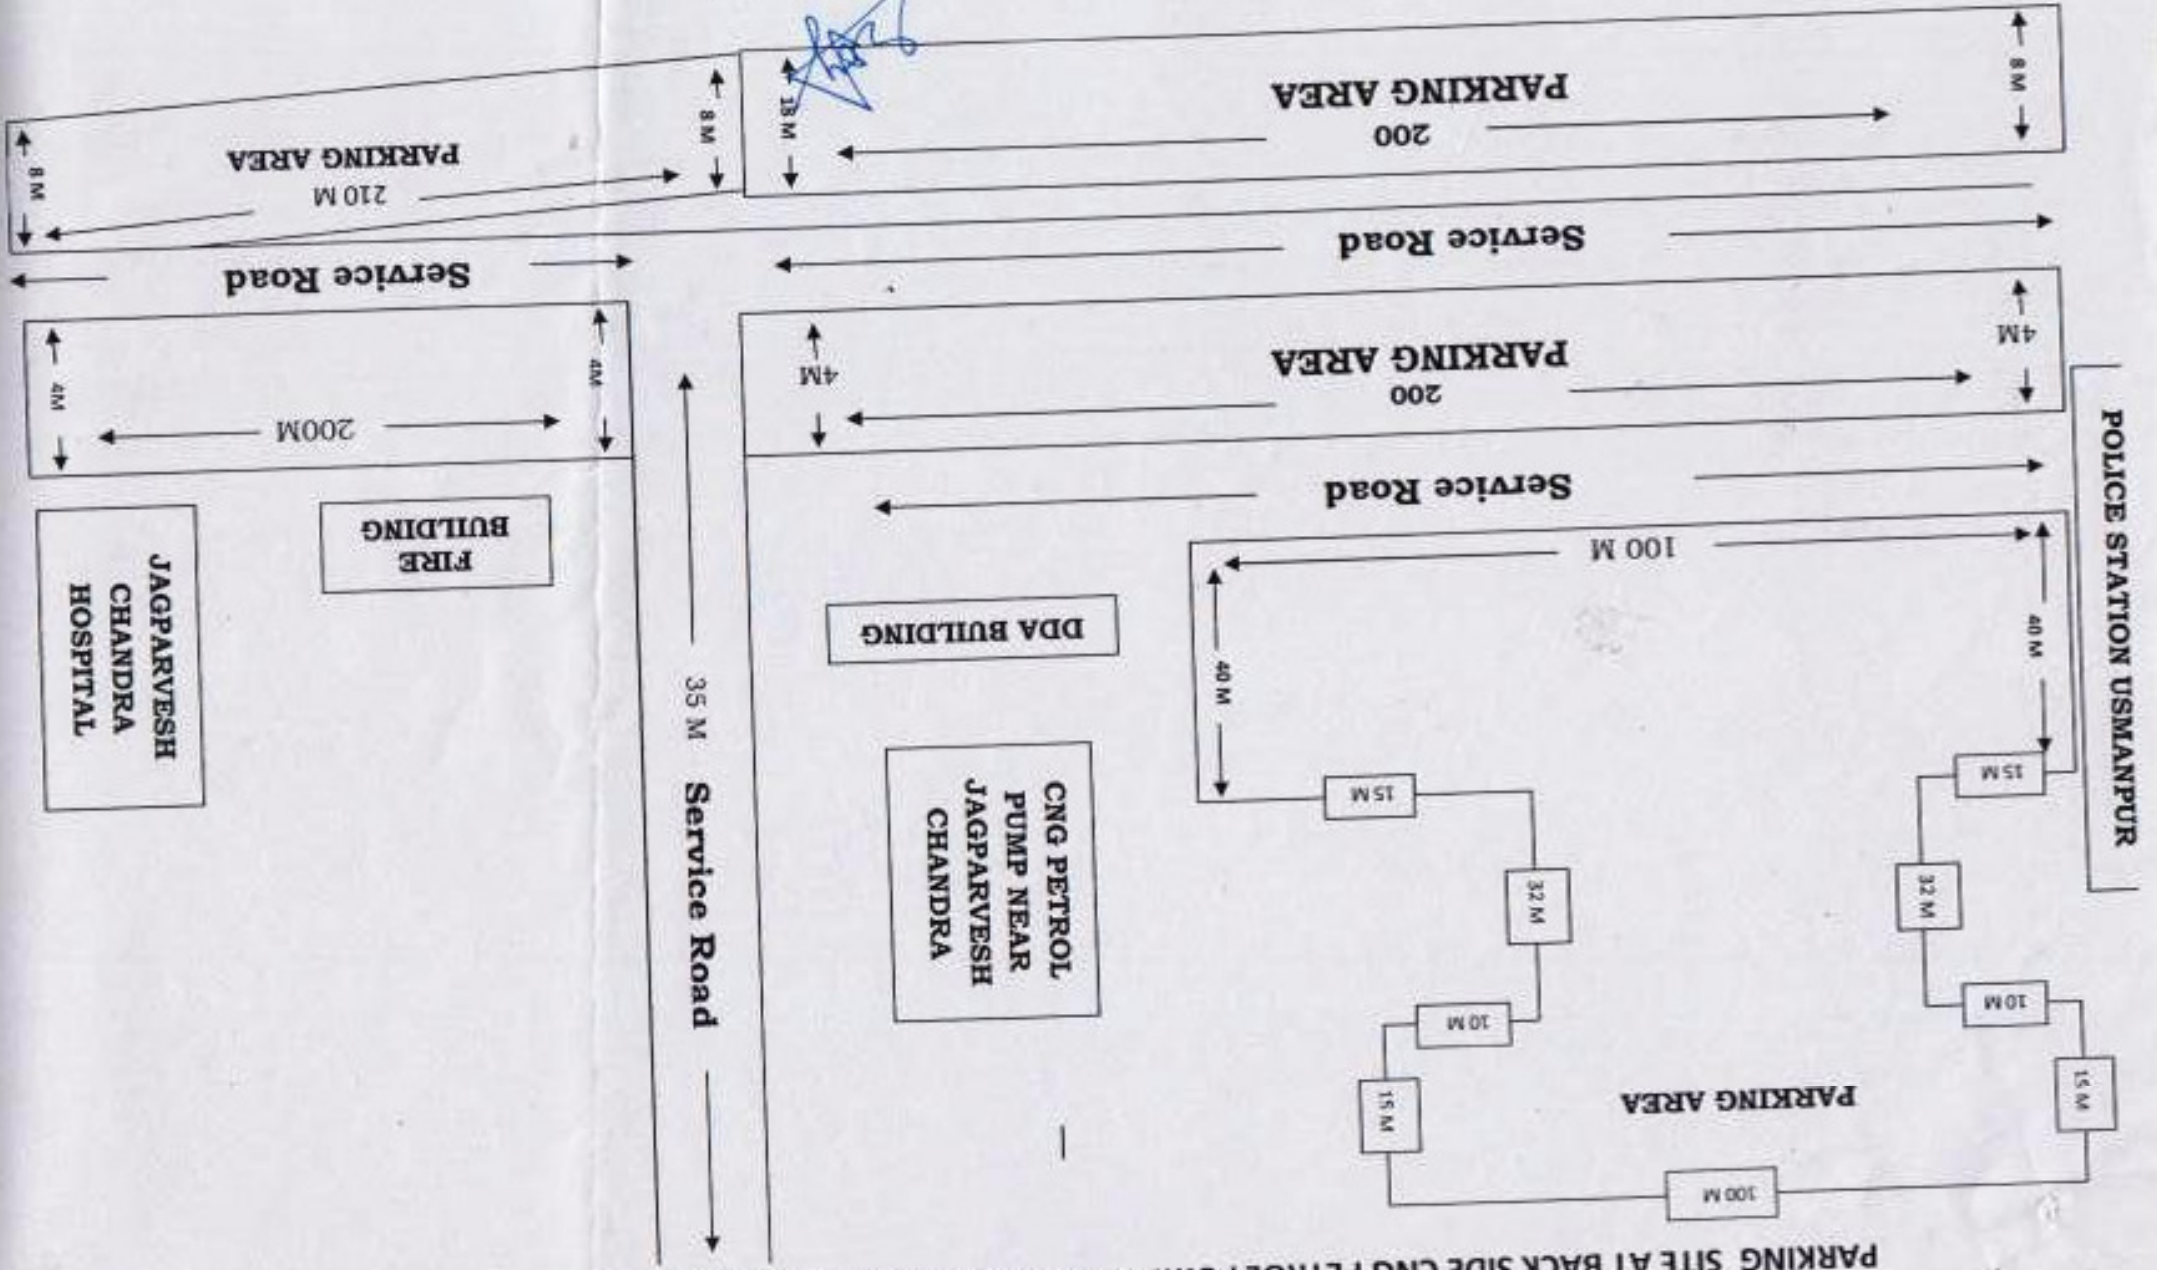 PARKING SITE AT BACK SIDE CNG PETROL
100 M
15 M
PARKING AREA
15 M
10 M
10 M
32 M
32 M
15 M
15 M
40 M
40 M
100 M
POLICE STATION USMANPUR
CNG PETROL
PUMP NEAR
JAGPARVESH
CHANDRA
DDA BUILDING
35 M Service Road
FIRE
BUILDING
JAGPARVESH
CHANDRA
HOSPITAL
Service Road
200
PARKING AREA
4M
4M
200M
4M
4M
Service Road
Service Road
200
PARKING AREA
8 M
18 M
210 M
PARKING AREA
8 M
8 M